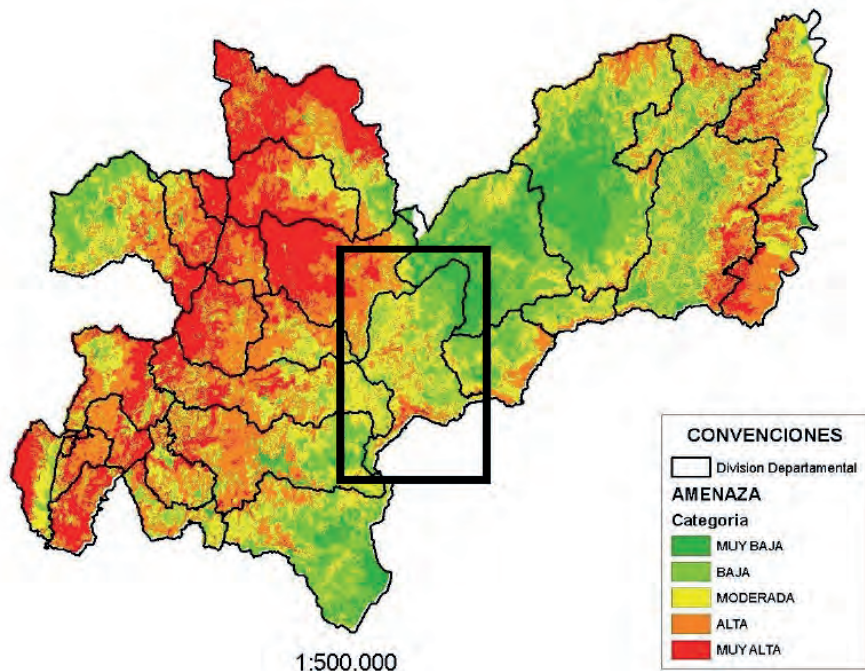 CONVENCIONES
Division Departamental
AMENAZA
Categoria
MUY BAJA
BAJA
MODERADA
ALTA
MUY ALTA
1:500.000